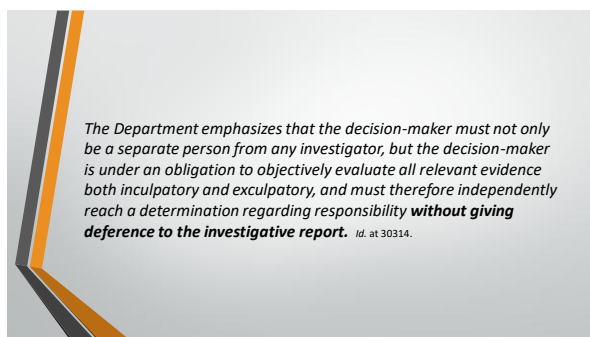 The Department emphasizes that the decision-maker must not only
be a separate person from any investigator, but the decision-maker
is under an obligation to objectively evaluate all relevant evidence
both inculpatory and exculpatory, and must therefore independently
reach a determination regarding responsibility without giving
deference to the investigative report. Id. at 30314.